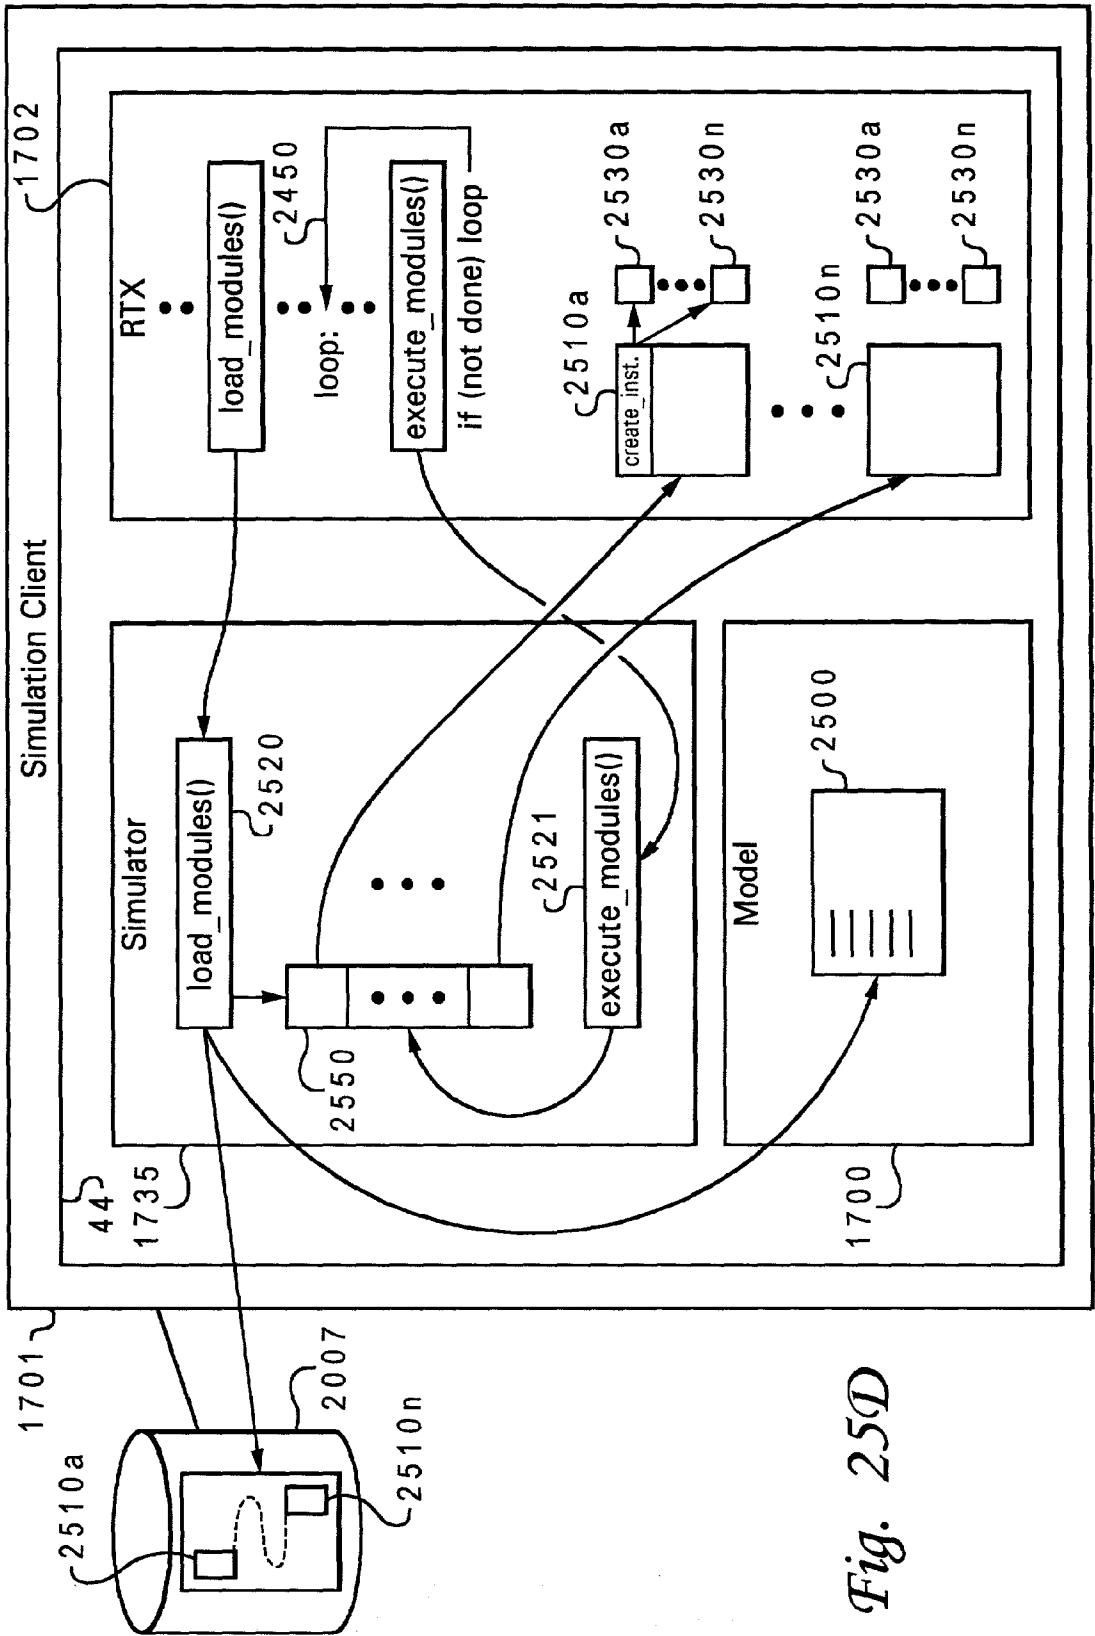 Simulation Client
1701
44
1702
1735
Simulator
load_modules()
2520
2550
2521
execute_modules()
RTX
load_modules()
2450
loop:
execute_modules()
if (not done) loop
2510a
create_inst.
2530a
2530n
2510n
2530a
2530n
Model
2500
1700
2510a
2007
2510n
Fig. 25D